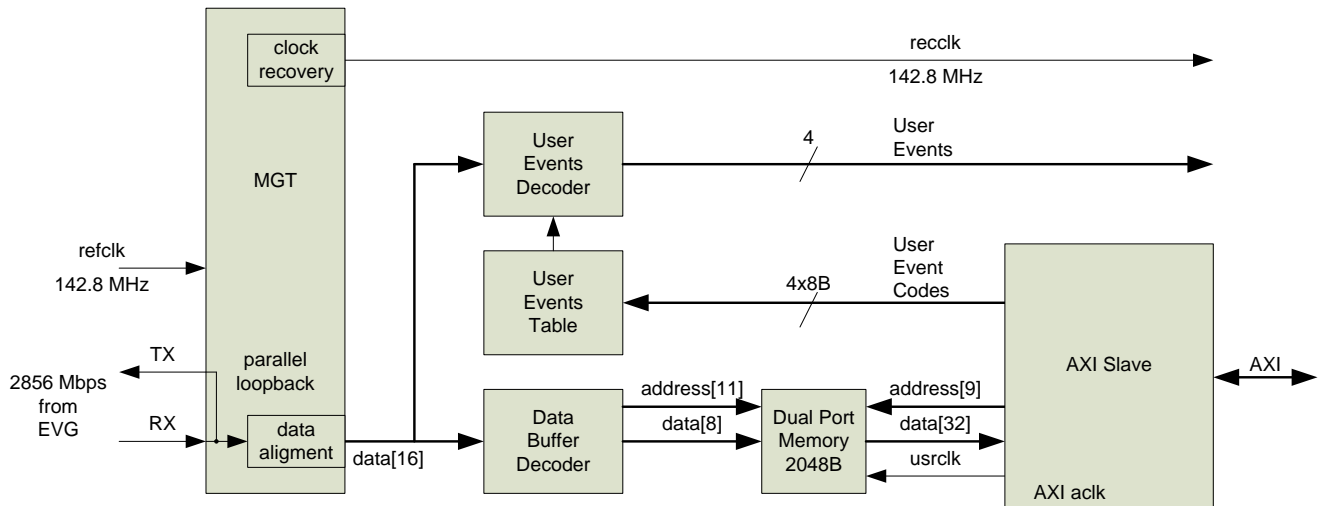 clock
recovery
recclk
142.8 MHz
MGT
User
Events
Decoder
4
User
Events
refclk
142.8 MHz
User
Events
Table
4x8B
User
Event
Codes
AXI Slave
AXI
TX
parallel
loopback
2856 Mbps
from
EVG
RX
data
aligment
data[16]
Data
Buffer
Decoder
address[11]
data[8]
Dual Port
Memory
2048B
address[9]
data[32]
usrclk
AXI aclk